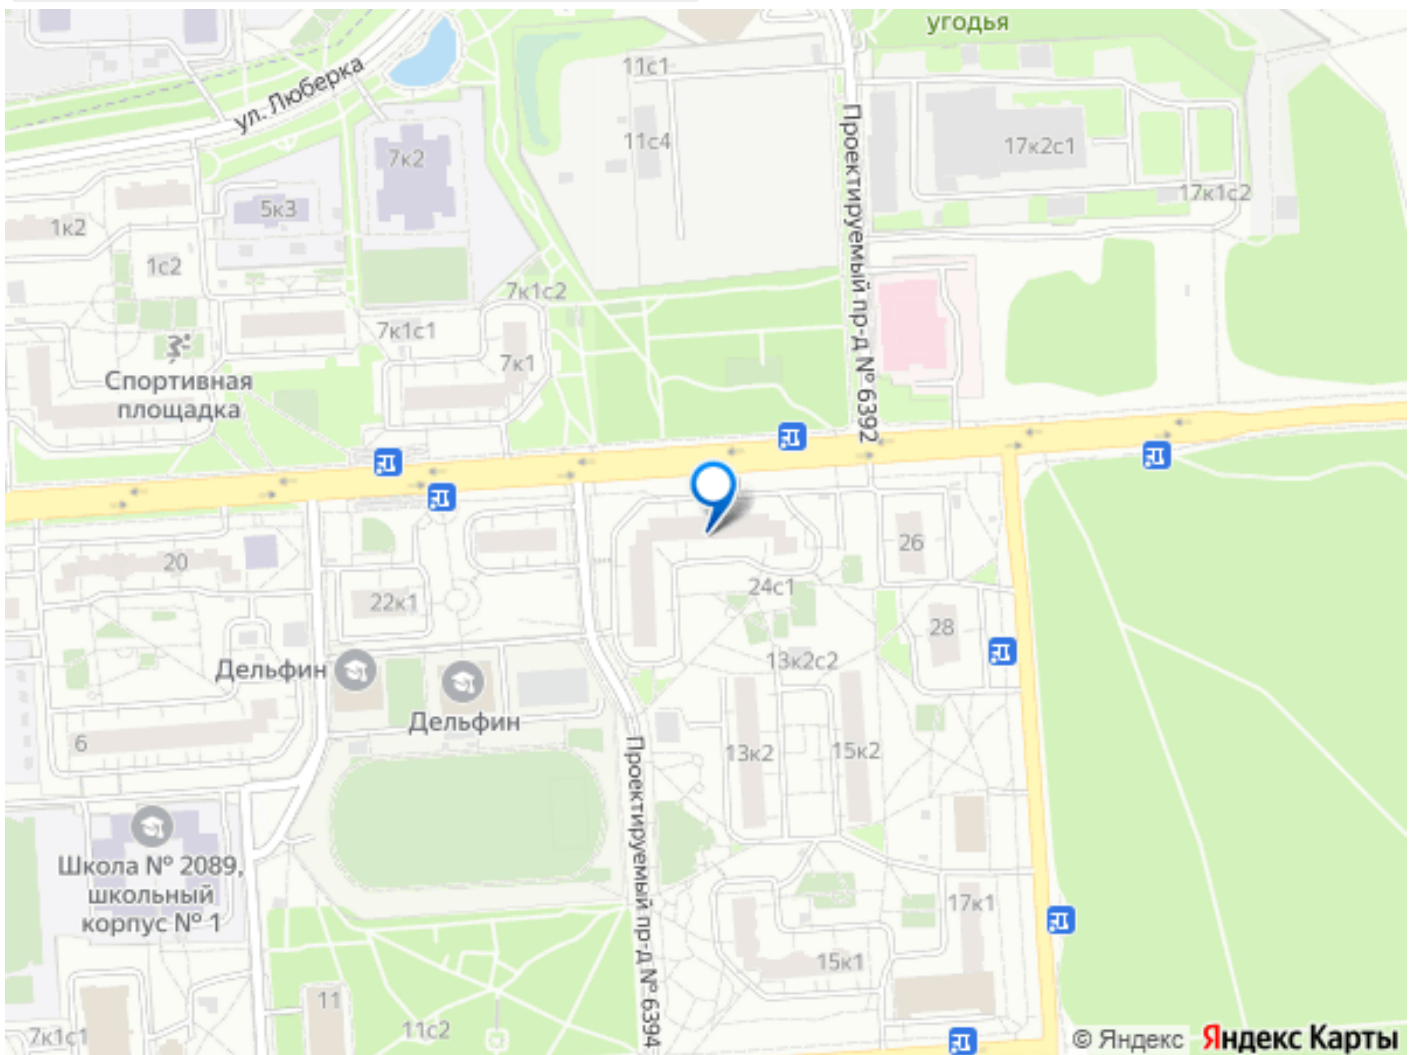 угодья
ул. Люберка
11с1
11с4
Проектируемый пр-д № 6392
7к2
17к2с1
17к1с2
5к3
1к2
1с2
7к1с2
7к1с1
7к1
Спортивная
площадка
20
22к1
24с1
26
28
13к2с2
Дельфин
Дельфин
6
13к2
15к2
Проектируемый пр-д № 6394
Школа № 2089,
школьный
корпус № 1
17к1
15к1
11
11с2
7к1с1
© Яндекс Яндекс Карты